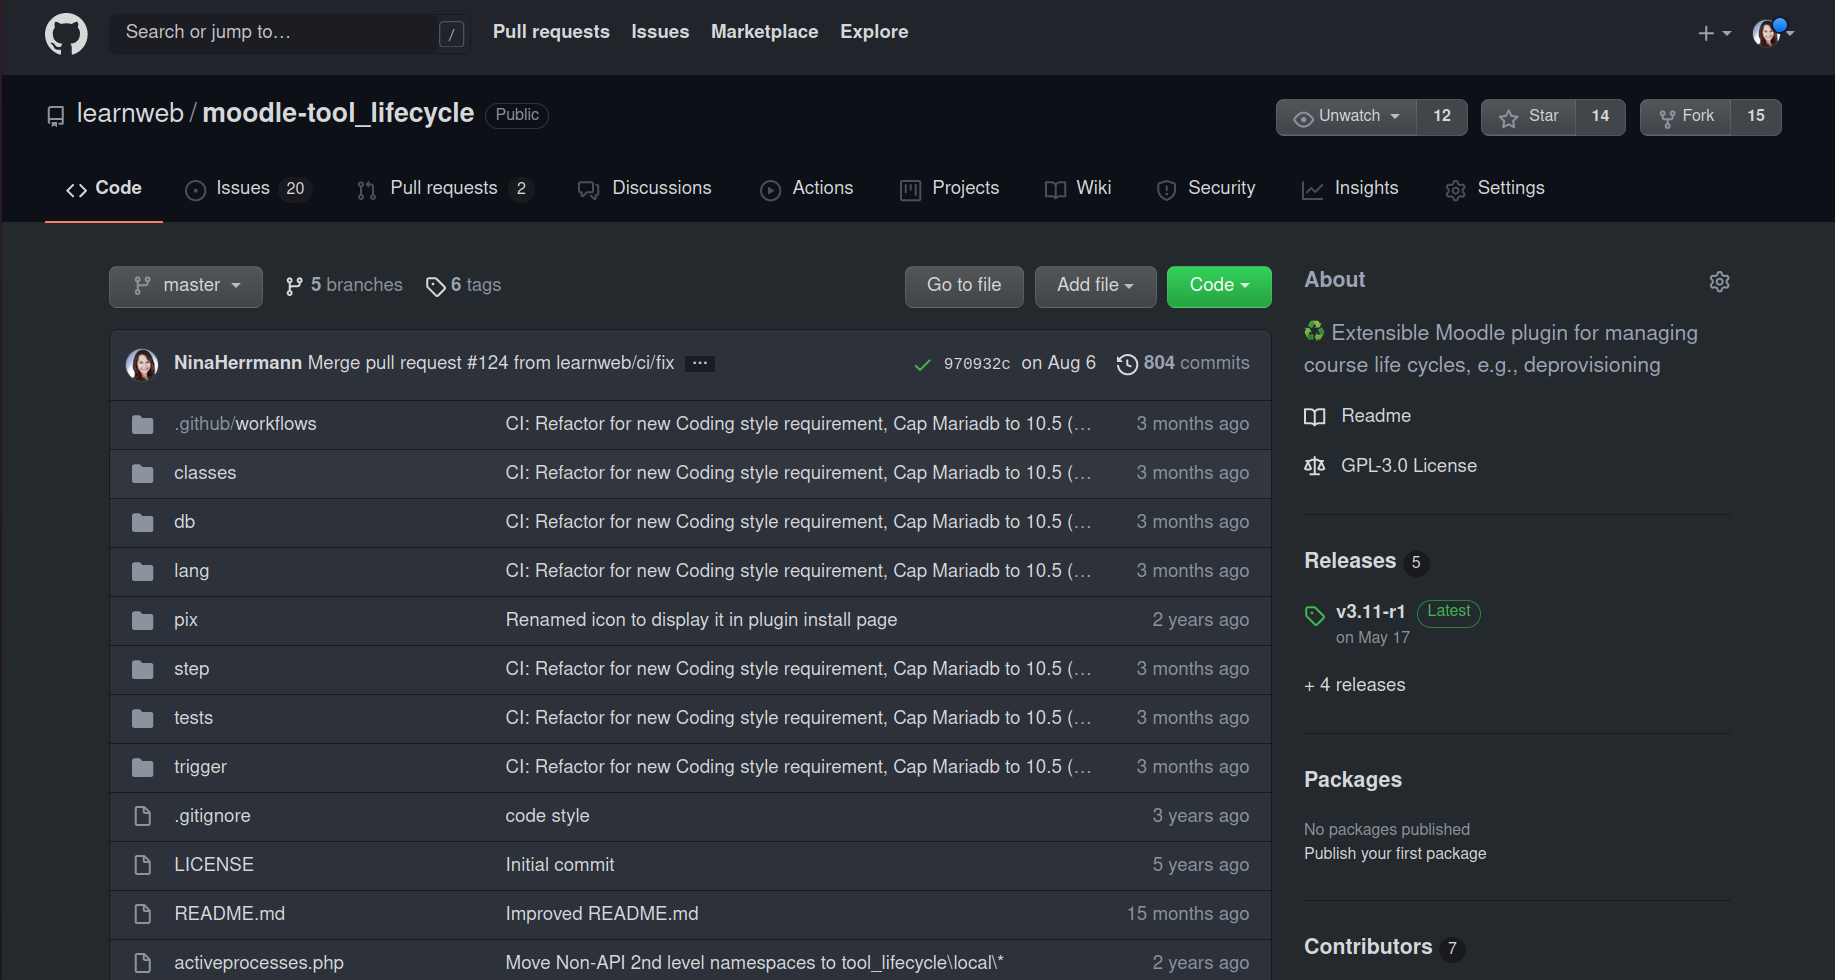 Search or jump to… / Pull requests Issues Marketplace Explore
learnweb / moodle-tool_lifecycle Public Unwatch 12 Star 14 Fork 15
Code Issues 20 Pull requests 2 Discussions Actions Projects Wiki Security Insights Settings
master 5 branches 6 tags Go to file Add file Code
NinaHerrmann Merge pull request #124 from learnweb/ci/fix ... 970932c on Aug 6 804 commits
.github/workflows CI: Refactor for new Coding style requirement, Cap Mariadb to 10.5 (… 3 months ago
classes CI: Refactor for new Coding style requirement, Cap Mariadb to 10.5 (… 3 months ago
db CI: Refactor for new Coding style requirement, Cap Mariadb to 10.5 (… 3 months ago
lang CI: Refactor for new Coding style requirement, Cap Mariadb to 10.5 (… 3 months ago
pix Renamed icon to display it in plugin install page 2 years ago
step CI: Refactor for new Coding style requirement, Cap Mariadb to 10.5 (… 3 months ago
tests CI: Refactor for new Coding style requirement, Cap Mariadb to 10.5 (… 3 months ago
trigger CI: Refactor for new Coding style requirement, Cap Mariadb to 10.5 (… 3 months ago
.gitignore code style 3 years ago
LICENSE Initial commit 5 years ago
README.md Improved README.md 15 months ago
activeprocesses.php Move Non-API 2nd level namespaces to tool_lifecycle\local\* 2 years ago
About
♻ Extensible Moodle plugin for managing
course life cycles, e.g., deprovisioning
Readme
GPL-3.0 License
Releases 5
v3.11-r1 Latest
on May 17
+ 4 releases
Packages
No packages published
Publish your first package
Contributors 7